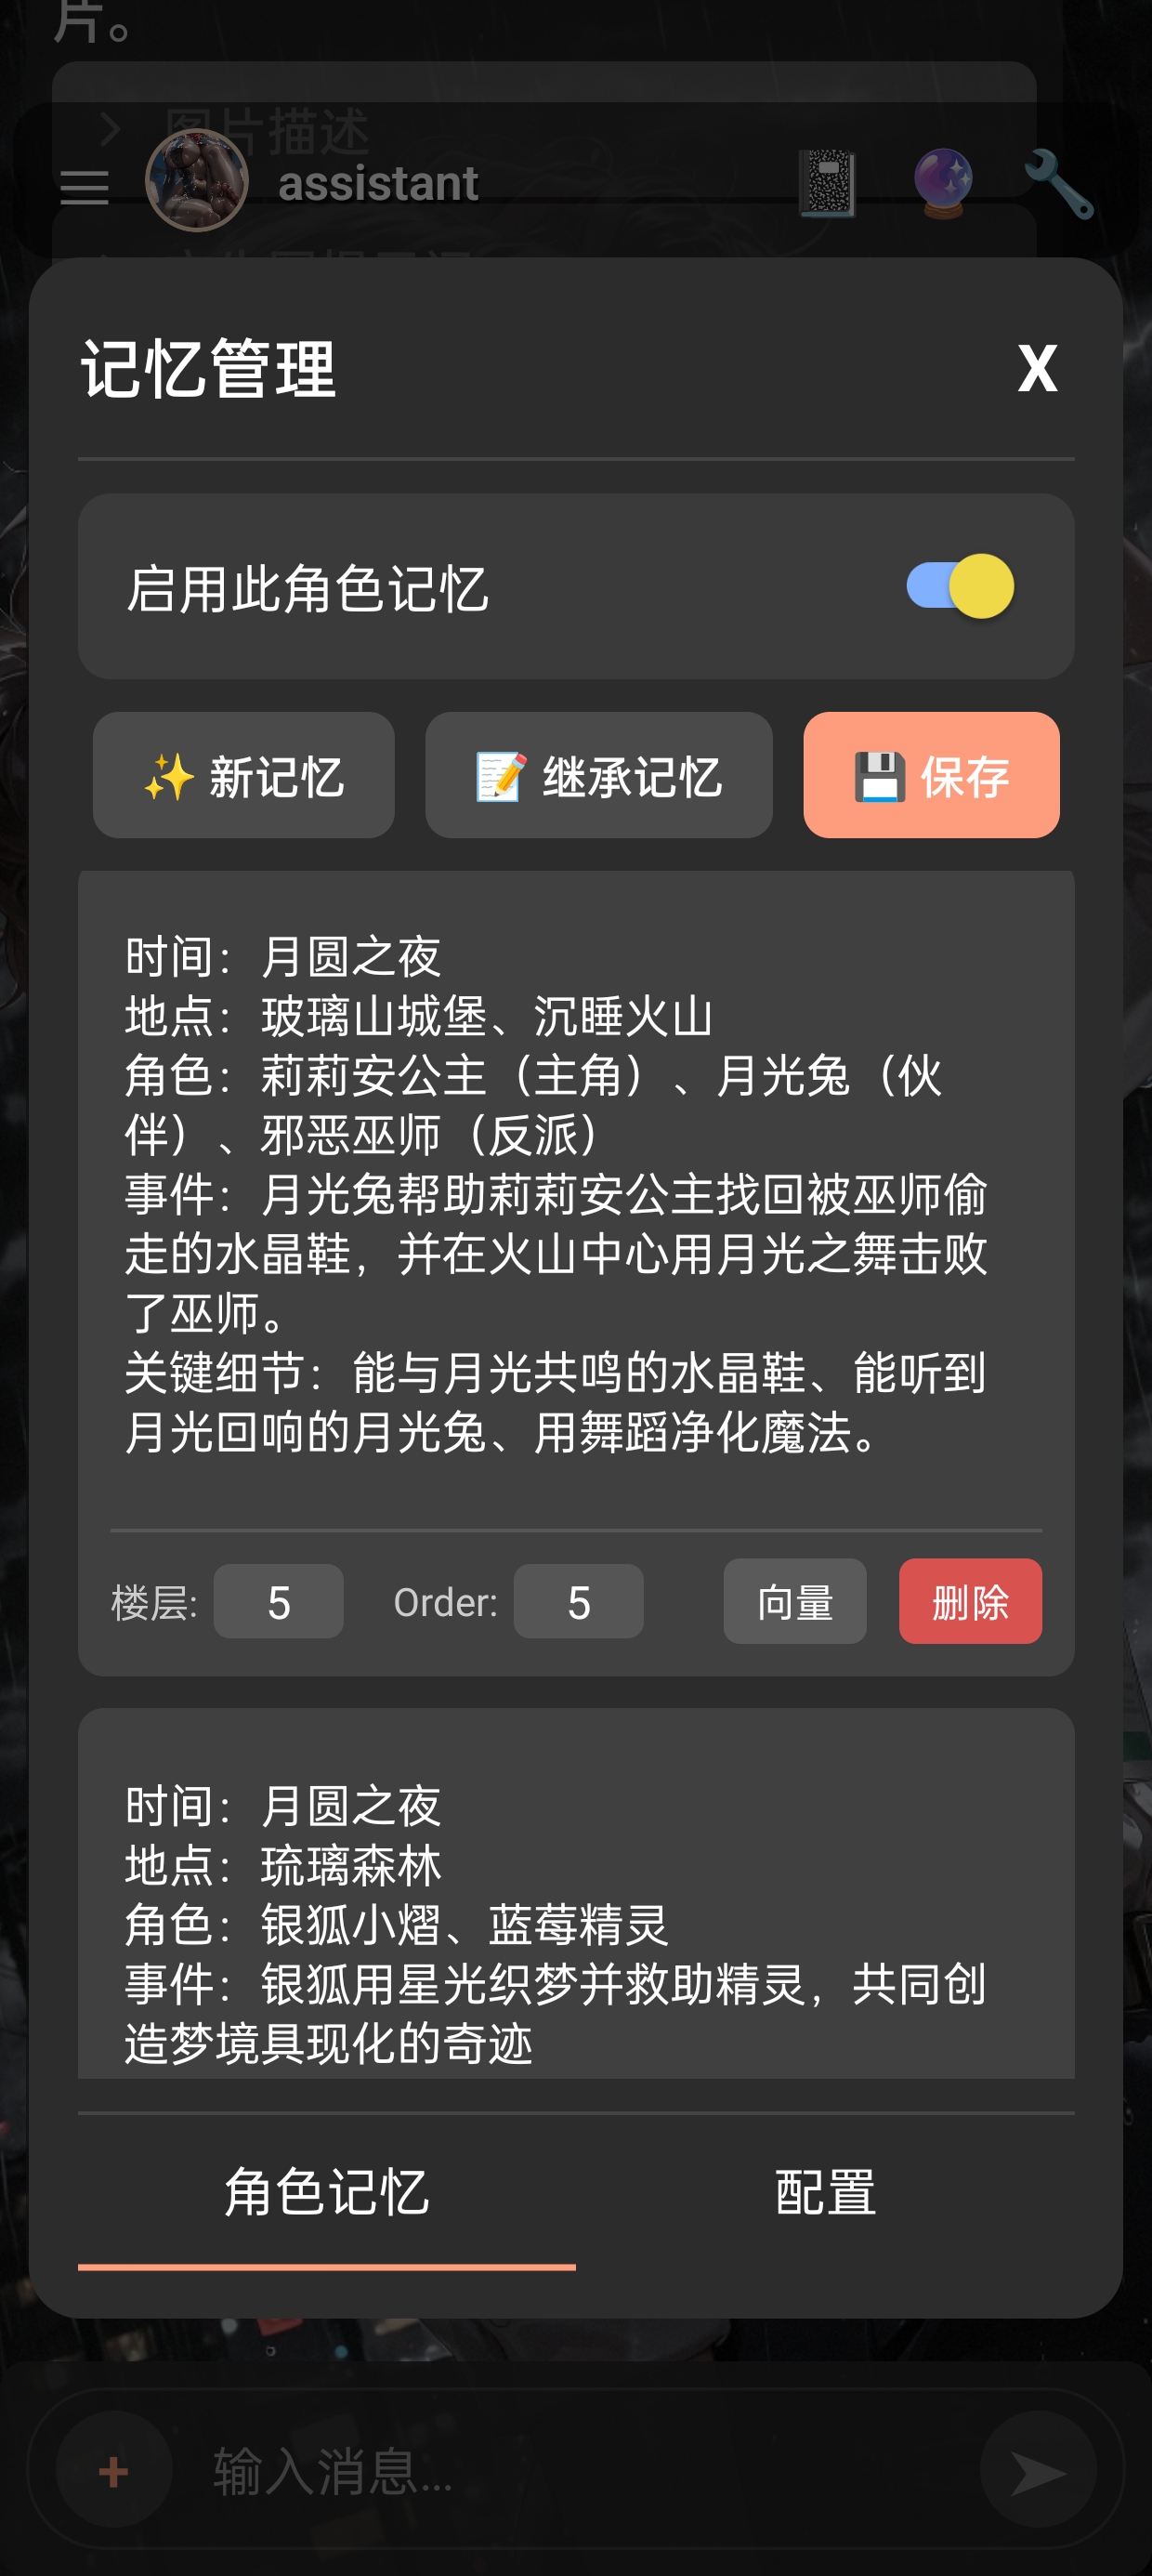 片。
图片描述
assistant
记忆管理
X
启用此角色记忆
✨ 新记忆
📝 继承记忆
💾 保存
时间：月圆之夜
地点：玻璃山城堡、沉睡火山
角色：莉莉安公主（主角）、月光兔（伙
伴）、邪恶巫师（反派）
事件：月光兔帮助莉莉安公主找回被巫师偷
走的水晶鞋，并在火山中心用月光之舞击败
了巫师。
关键细节：能与月光共鸣的水晶鞋、能听到
月光回响的月光兔、用舞蹈净化魔法。
楼层: 5 Order: 5 向量 删除
时间：月圆之夜
地点：琉璃森林
角色：银狐小熠、蓝莓精灵
事件：银狐用星光织梦并救助精灵，共同创
造梦境具现化的奇迹
角色记忆
配置
+
输入消息...